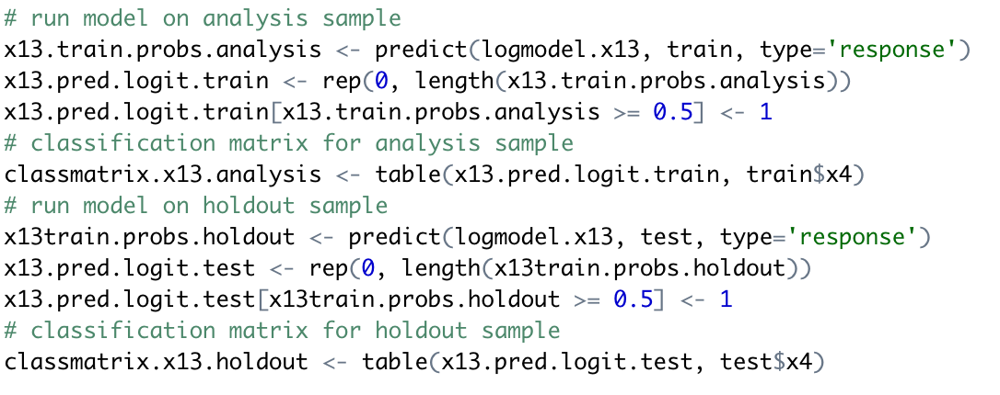 # run model on analysis sample
x13.train.probs.analysis <- predict(logmodel.x13, train, type='response')
x13.pred.logit.train <- rep(0, length(x13.train.probs.analysis))
x13.pred.logit.train[x13.train.probs.analysis >= 0.5] <- 1
# classification matrix for analysis sample
classmatrix.x13.analysis <- table(x13.pred.logit.train, train$x4)
# run model on holdout sample
x13train.probs.holdout <- predict(logmodel.x13, test, type='response')
x13.pred.logit.test <- rep(0, length(x13train.probs.holdout))
x13.pred.logit.test[x13train.probs.holdout >= 0.5] <- 1
# classification matrix for holdout sample
classmatrix.x13.holdout <- table(x13.pred.logit.test, test$x4)